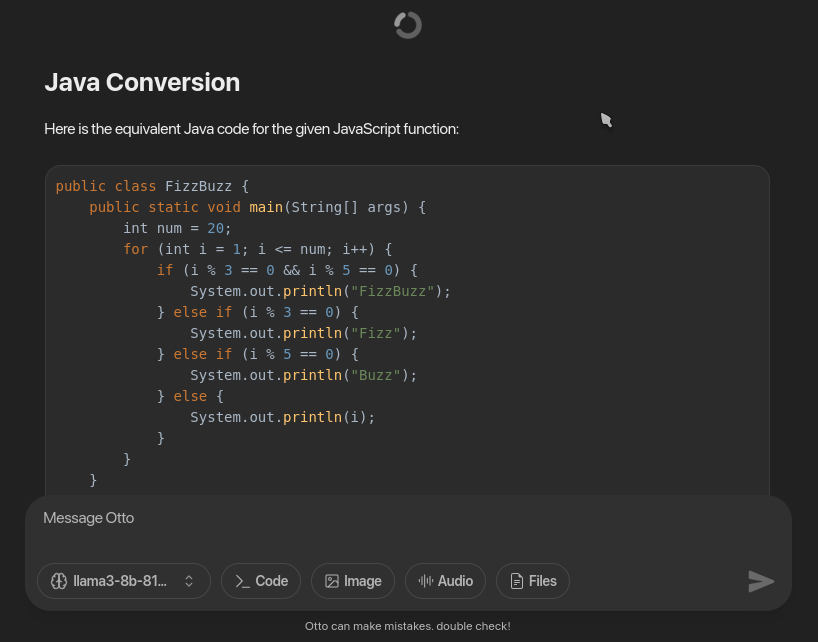 Java Conversion
Here is the equivalent Java code for the given JavaScript function:
public class FizzBuzz {
    public static void main(String[] args) {
        int num = 20;
        for (int i = 1; i <= num; i++) {
            if (i % 3 == 0 && i % 5 == 0) {
                System.out.println("FizzBuzz");
            } else if (i % 3 == 0) {
                System.out.println("Fizz");
            } else if (i % 5 == 0) {
                System.out.println("Buzz");
            } else {
                System.out.println(i);
            }
        }
    }
Message Otto
llama3-8b-81... Code Image Audio Files
Otto can make mistakes. double check!